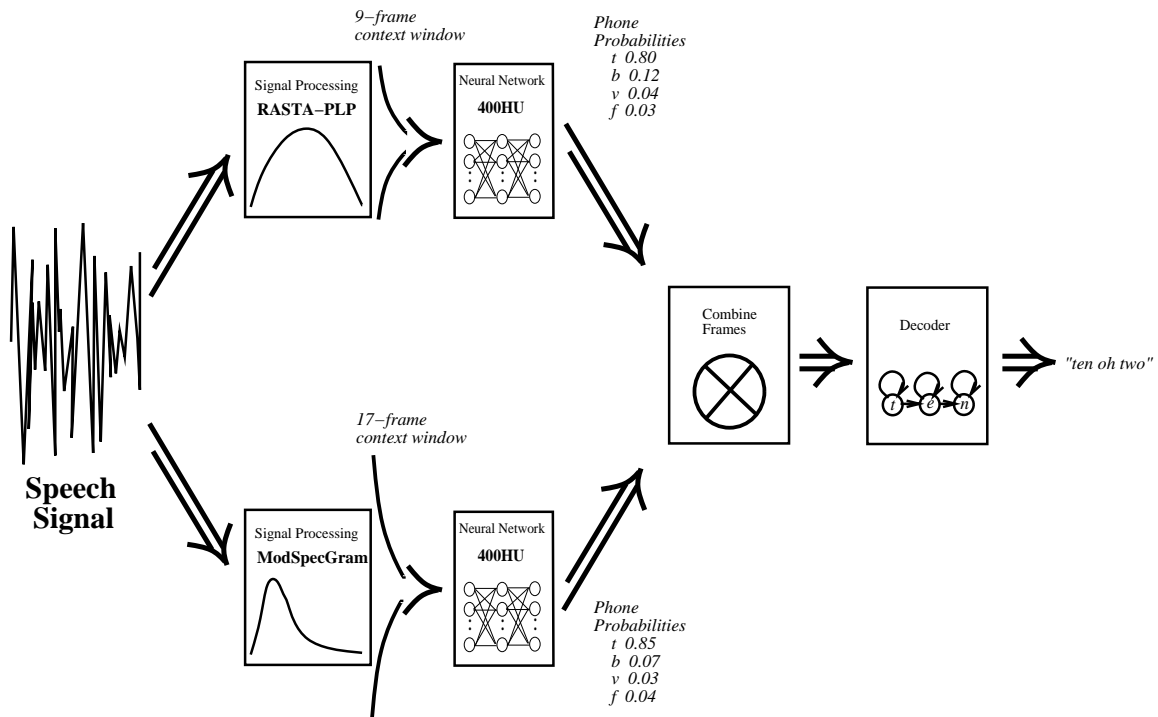 9−frame
context window
Phone
Probabilities
t 0.80
b 0.12
v 0.04
f 0.03
Signal Processing
RASTA−PLP
Neural Network
400HU
Combine
Frames
Decoder
t e n
"ten oh two"
Speech
Signal
17−frame
context window
Signal Processing
ModSpecGram
Neural Network
400HU
Phone
Probabilities
t 0.85
b 0.07
v 0.03
f 0.04